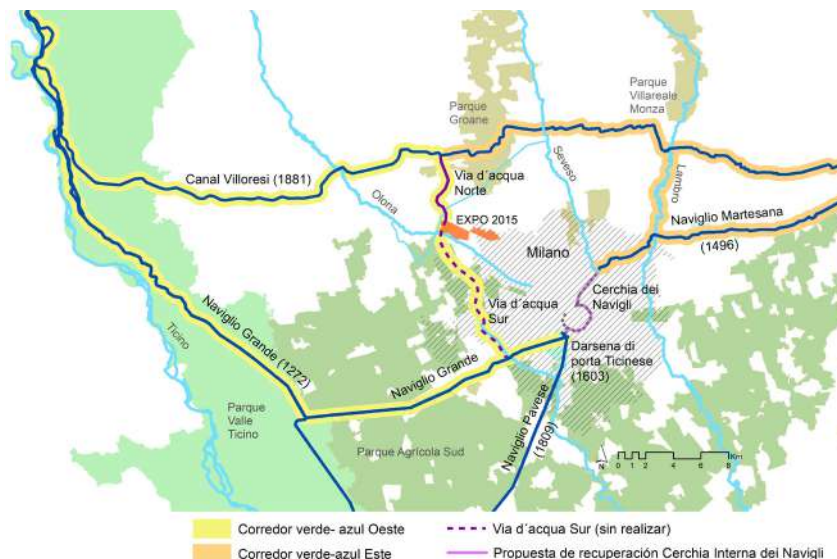 Parque
Groane
Parque
Villareale
Monza
Canal Villoresi (1881)
Via d´acqua
Norte
Olona
Seveso
Lambro
EXPO 2015
Naviglio Martesana
(1496)
Milano
Cerchia dei
Navigli
Via d´acqua
Sur
Naviglio Grande (1272)
Ticino
Naviglio Grande
Darsena di
porta Ticinese
(1603)
Parque
Valle
Ticino
Parque Agrícola Sud
Naviglio Pavese
(1809)
N
0 1 2 4 6 8 Km
Corredor verde- azul Oeste
Via d´acqua Sur (sin realizar)
Corredor verde-azul Este
Propuesta de recuperación Cerchia Interna dei Navigli